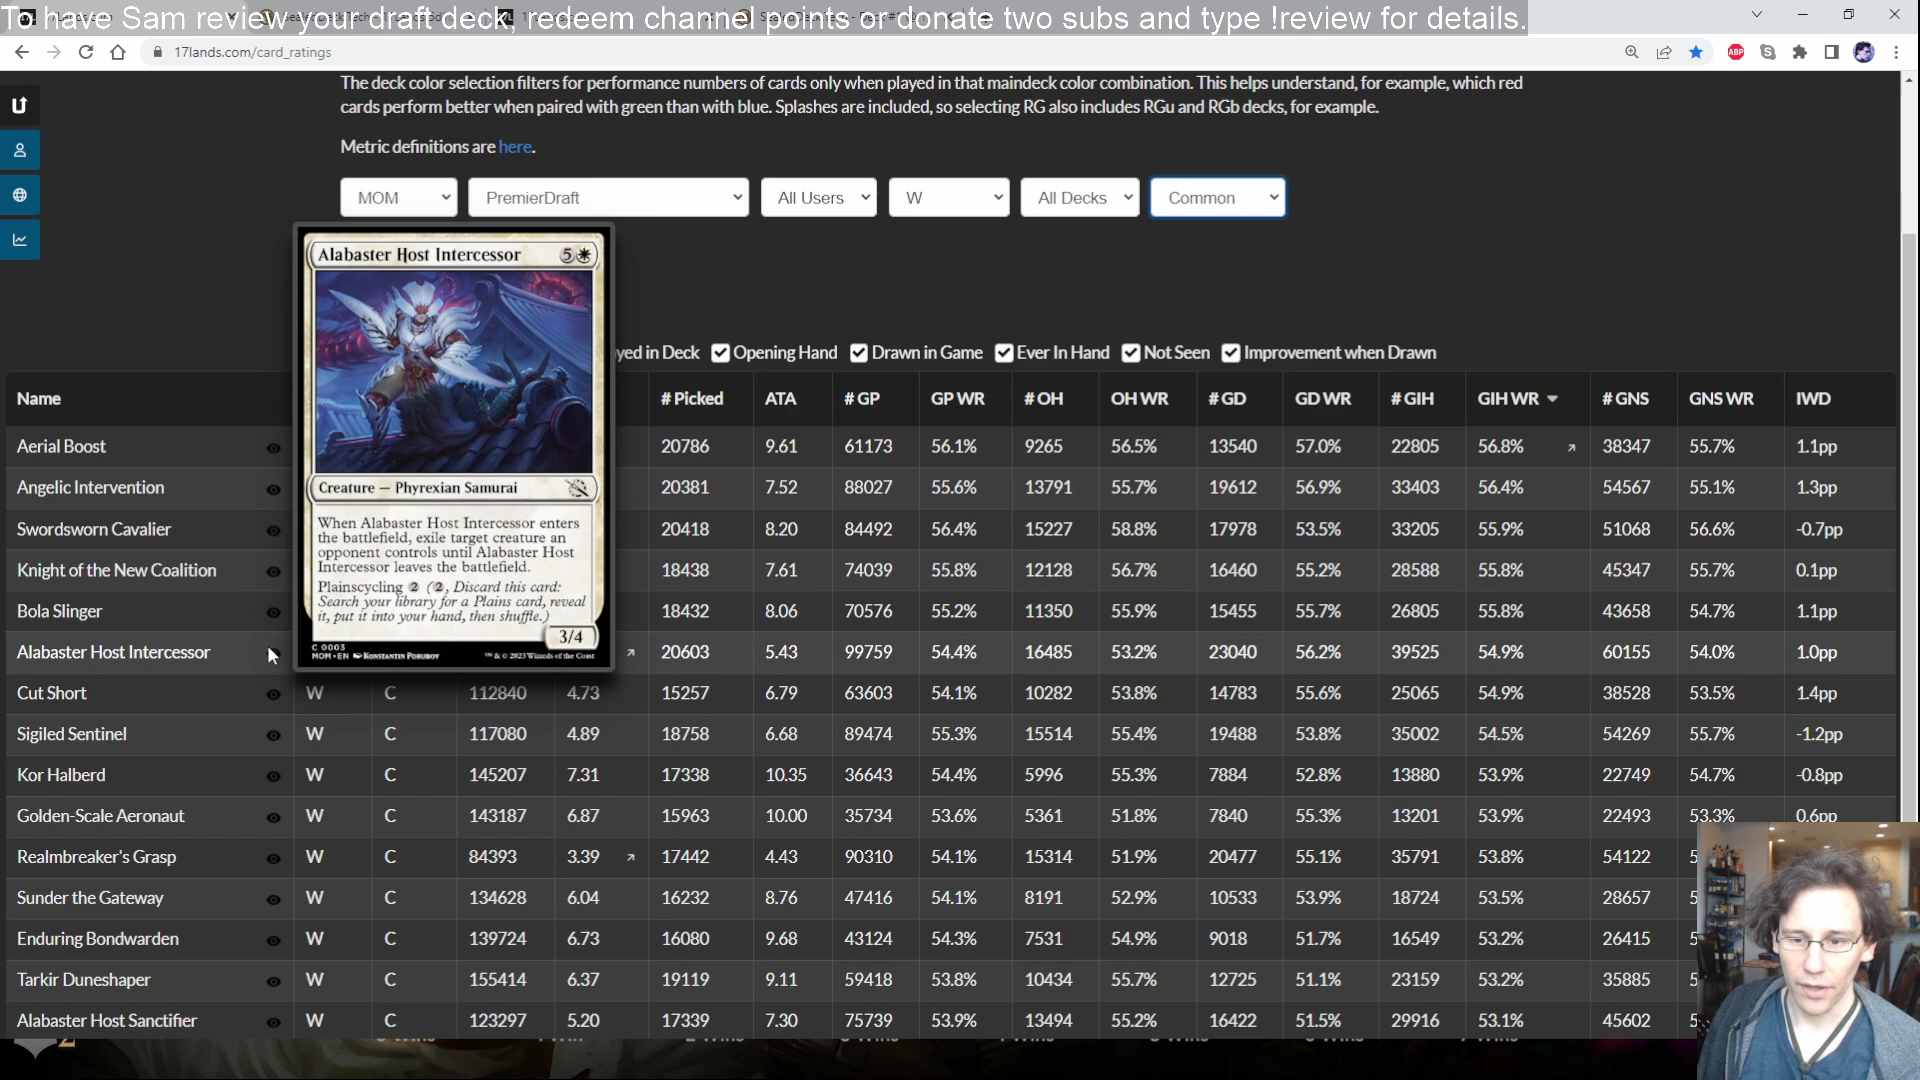 To have Sam review your draft deck, redeem channel points or donate two subs and type !review for details.
17lands.com/card_ratings
ABP
The deck color selection filters for performance numbers of cards only when played in that maindeck color combination. This helps understand, for example, which red
cards perform better when paired with green than with blue. Splashes are included, so selecting RG also includes RGu and RGb decks, for example.
Metric definitions are here.
MOM PremierDraft All Users W All Decks Common
Alabaster Host Intercessor 5
Creature — Phyrexian Samurai
When Alabaster Host Intercessor enters
the battlefield, exile target creature an
opponent controls until Alabaster Host
Intercessor leaves the battlefield.
Plainscycling 2 (2, Discard this card:
Search your library for a Plains card, reveal
it, put it into your hand, then shuffle.)
3/4
C 0003
MOM • EN KONSTANTIN PORUBOV ™ & © 2023 Wizards of the Coast
yed in Deck Opening Hand Drawn in Game Ever In Hand Not Seen Improvement when Drawn
Name # Picked ATA # GP GP WR # OH OH WR # GD GD WR # GIH GIH WR # GNS GNS WR IWD
Aerial Boost 20786 9.61 61173 56.1% 9265 56.5% 13540 57.0% 22805 56.8% 38347 55.7% 1.1pp
Angelic Intervention 20381 7.52 88027 55.6% 13791 55.7% 19612 56.9% 33403 56.4% 54567 55.1% 1.3pp
Swordsworn Cavalier 20418 8.20 84492 56.4% 15227 58.8% 17978 53.5% 33205 55.9% 51068 56.6% -0.7pp
Knight of the New Coalition 18438 7.61 74039 55.8% 12128 56.7% 16460 55.2% 28588 55.8% 45347 55.7% 0.1pp
Bola Slinger 18432 8.06 70576 55.2% 11350 55.9% 15455 55.7% 26805 55.8% 43658 54.7% 1.1pp
Alabaster Host Intercessor 20603 5.43 99759 54.4% 16485 53.2% 23040 56.2% 39525 54.9% 60155 54.0% 1.0pp
Cut Short W C 112840 4.73 15257 6.79 63603 54.1% 10282 53.8% 14783 55.6% 25065 54.9% 38528 53.5% 1.4pp
Sigiled Sentinel W C 117080 4.89 18758 6.68 89474 55.3% 15514 55.4% 19488 53.8% 35002 54.5% 54269 55.7% -1.2pp
Kor Halberd W C 145207 7.31 17338 10.35 36643 54.4% 5996 55.3% 7884 52.8% 13880 53.9% 22749 54.7% -0.8pp
Golden-Scale Aeronaut W C 143187 6.87 15963 10.00 35734 53.6% 5361 51.8% 7840 55.3% 13201 53.9% 22493 53.3% 0.6pp
Realmbreaker's Grasp W C 84393 3.39 17442 4.43 90310 54.1% 15314 51.9% 20477 55.1% 35791 53.8% 54122 5
Sunder the Gateway W C 134628 6.04 16232 8.76 47416 54.1% 8191 52.9% 10533 53.9% 18724 53.5% 28657 5
Enduring Bondwarden W C 139724 6.73 16080 9.68 43124 54.3% 7531 54.9% 9018 51.7% 16549 53.2% 26415 5
Tarkir Duneshaper W C 155414 6.37 19119 9.11 59418 53.8% 10434 55.7% 12725 51.1% 23159 53.2% 35885 5
Alabaster Host Sanctifier W C 123297 5.20 17339 7.30 75739 53.9% 13494 55.2% 16422 51.5% 29916 53.1% 45602 5